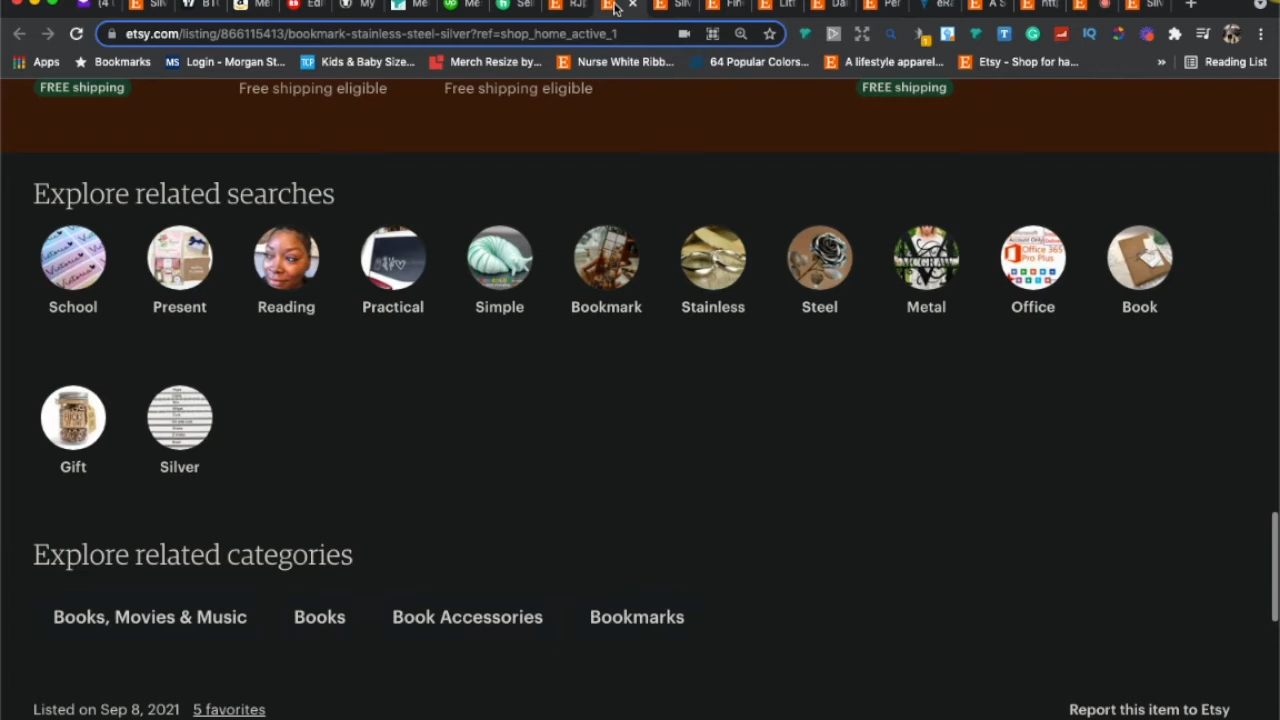 etsy.com/listing/866115413/bookmark-stainless-steel-silver?ref=shop_home_active_1
Apps Bookmarks Login - Morgan St... Kids & Baby Size... Merch Resize by... Nurse White Ribb... 64 Popular Colors... A lifestyle apparel... Etsy - Shop for ha... » Reading List
FREE shipping Free shipping eligible Free shipping eligible FREE shipping
Explore related searches
School Present Reading Practical Simple Bookmark Stainless Steel Metal Office Book
Gift Silver
Explore related categories
Books, Movies & Music Books Book Accessories Bookmarks
Listed on Sep 8, 2021 5 favorites Report this item to Etsy